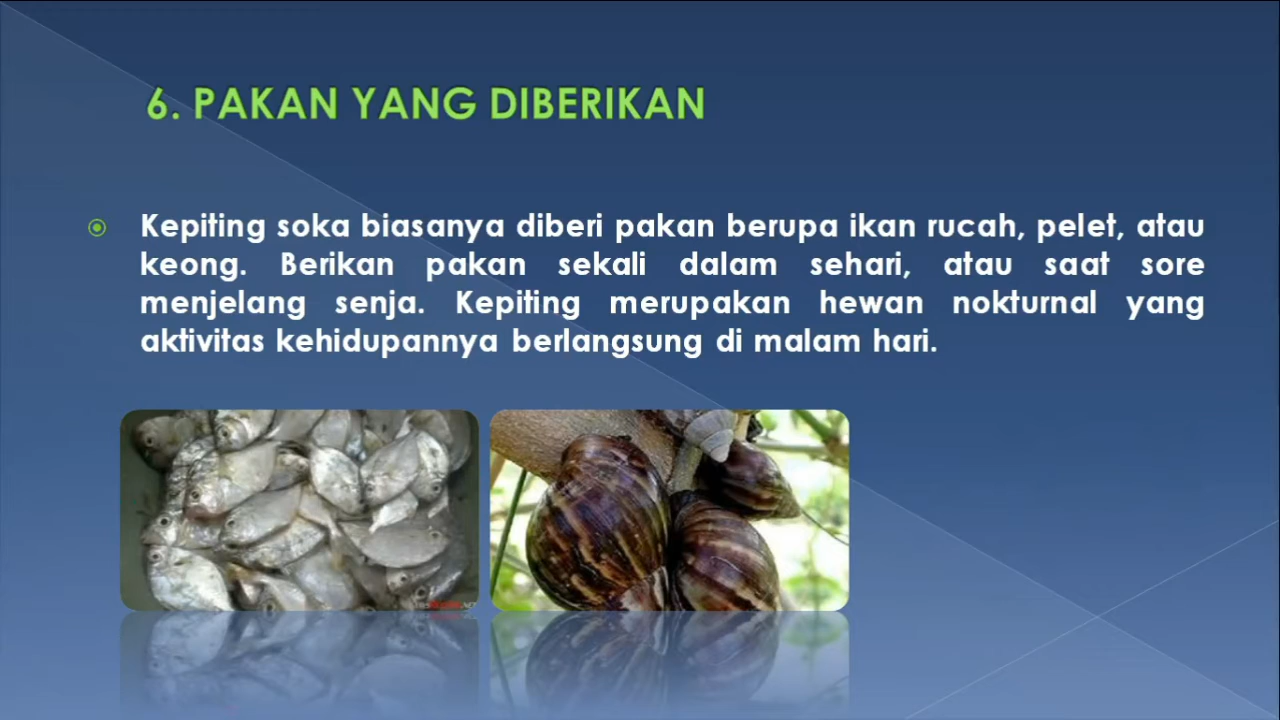 6. PAKAN YANG DIBERIKAN
Kepiting soka biasanya diberi pakan berupa ikan rucah, pelet, atau
keong. Berikan pakan sekali dalam sehari, atau saat sore
menjelang senja. Kepiting merupakan hewan nokturnal yang
aktivitas kehidupannya berlangsung di malam hari.